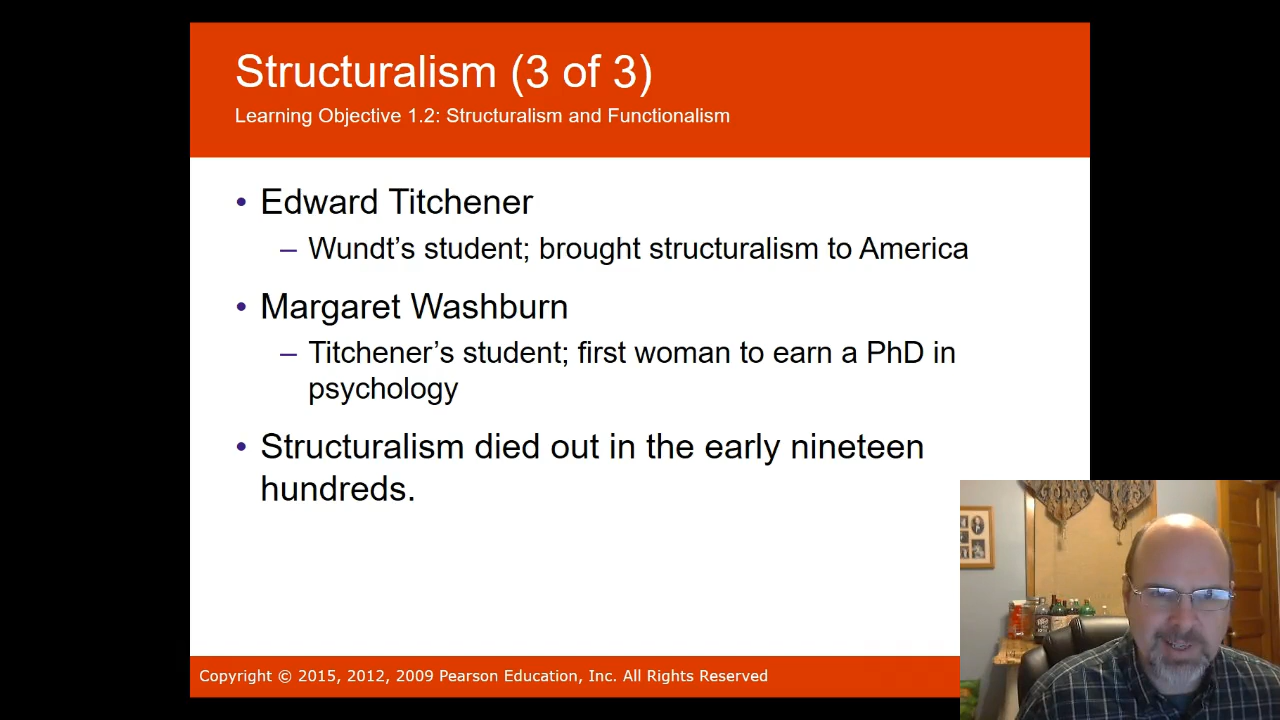 Structuralism (3 of 3)
Learning Objective 1.2: Structuralism and Functionalism
• Edward Titchener
– Wundt’s student; brought structuralism to America
• Margaret Washburn
– Titchener’s student; first woman to earn a PhD in
psychology
• Structuralism died out in the early nineteen
hundreds.
Copyright © 2015, 2012, 2009 Pearson Education, Inc. All Rights Reserved